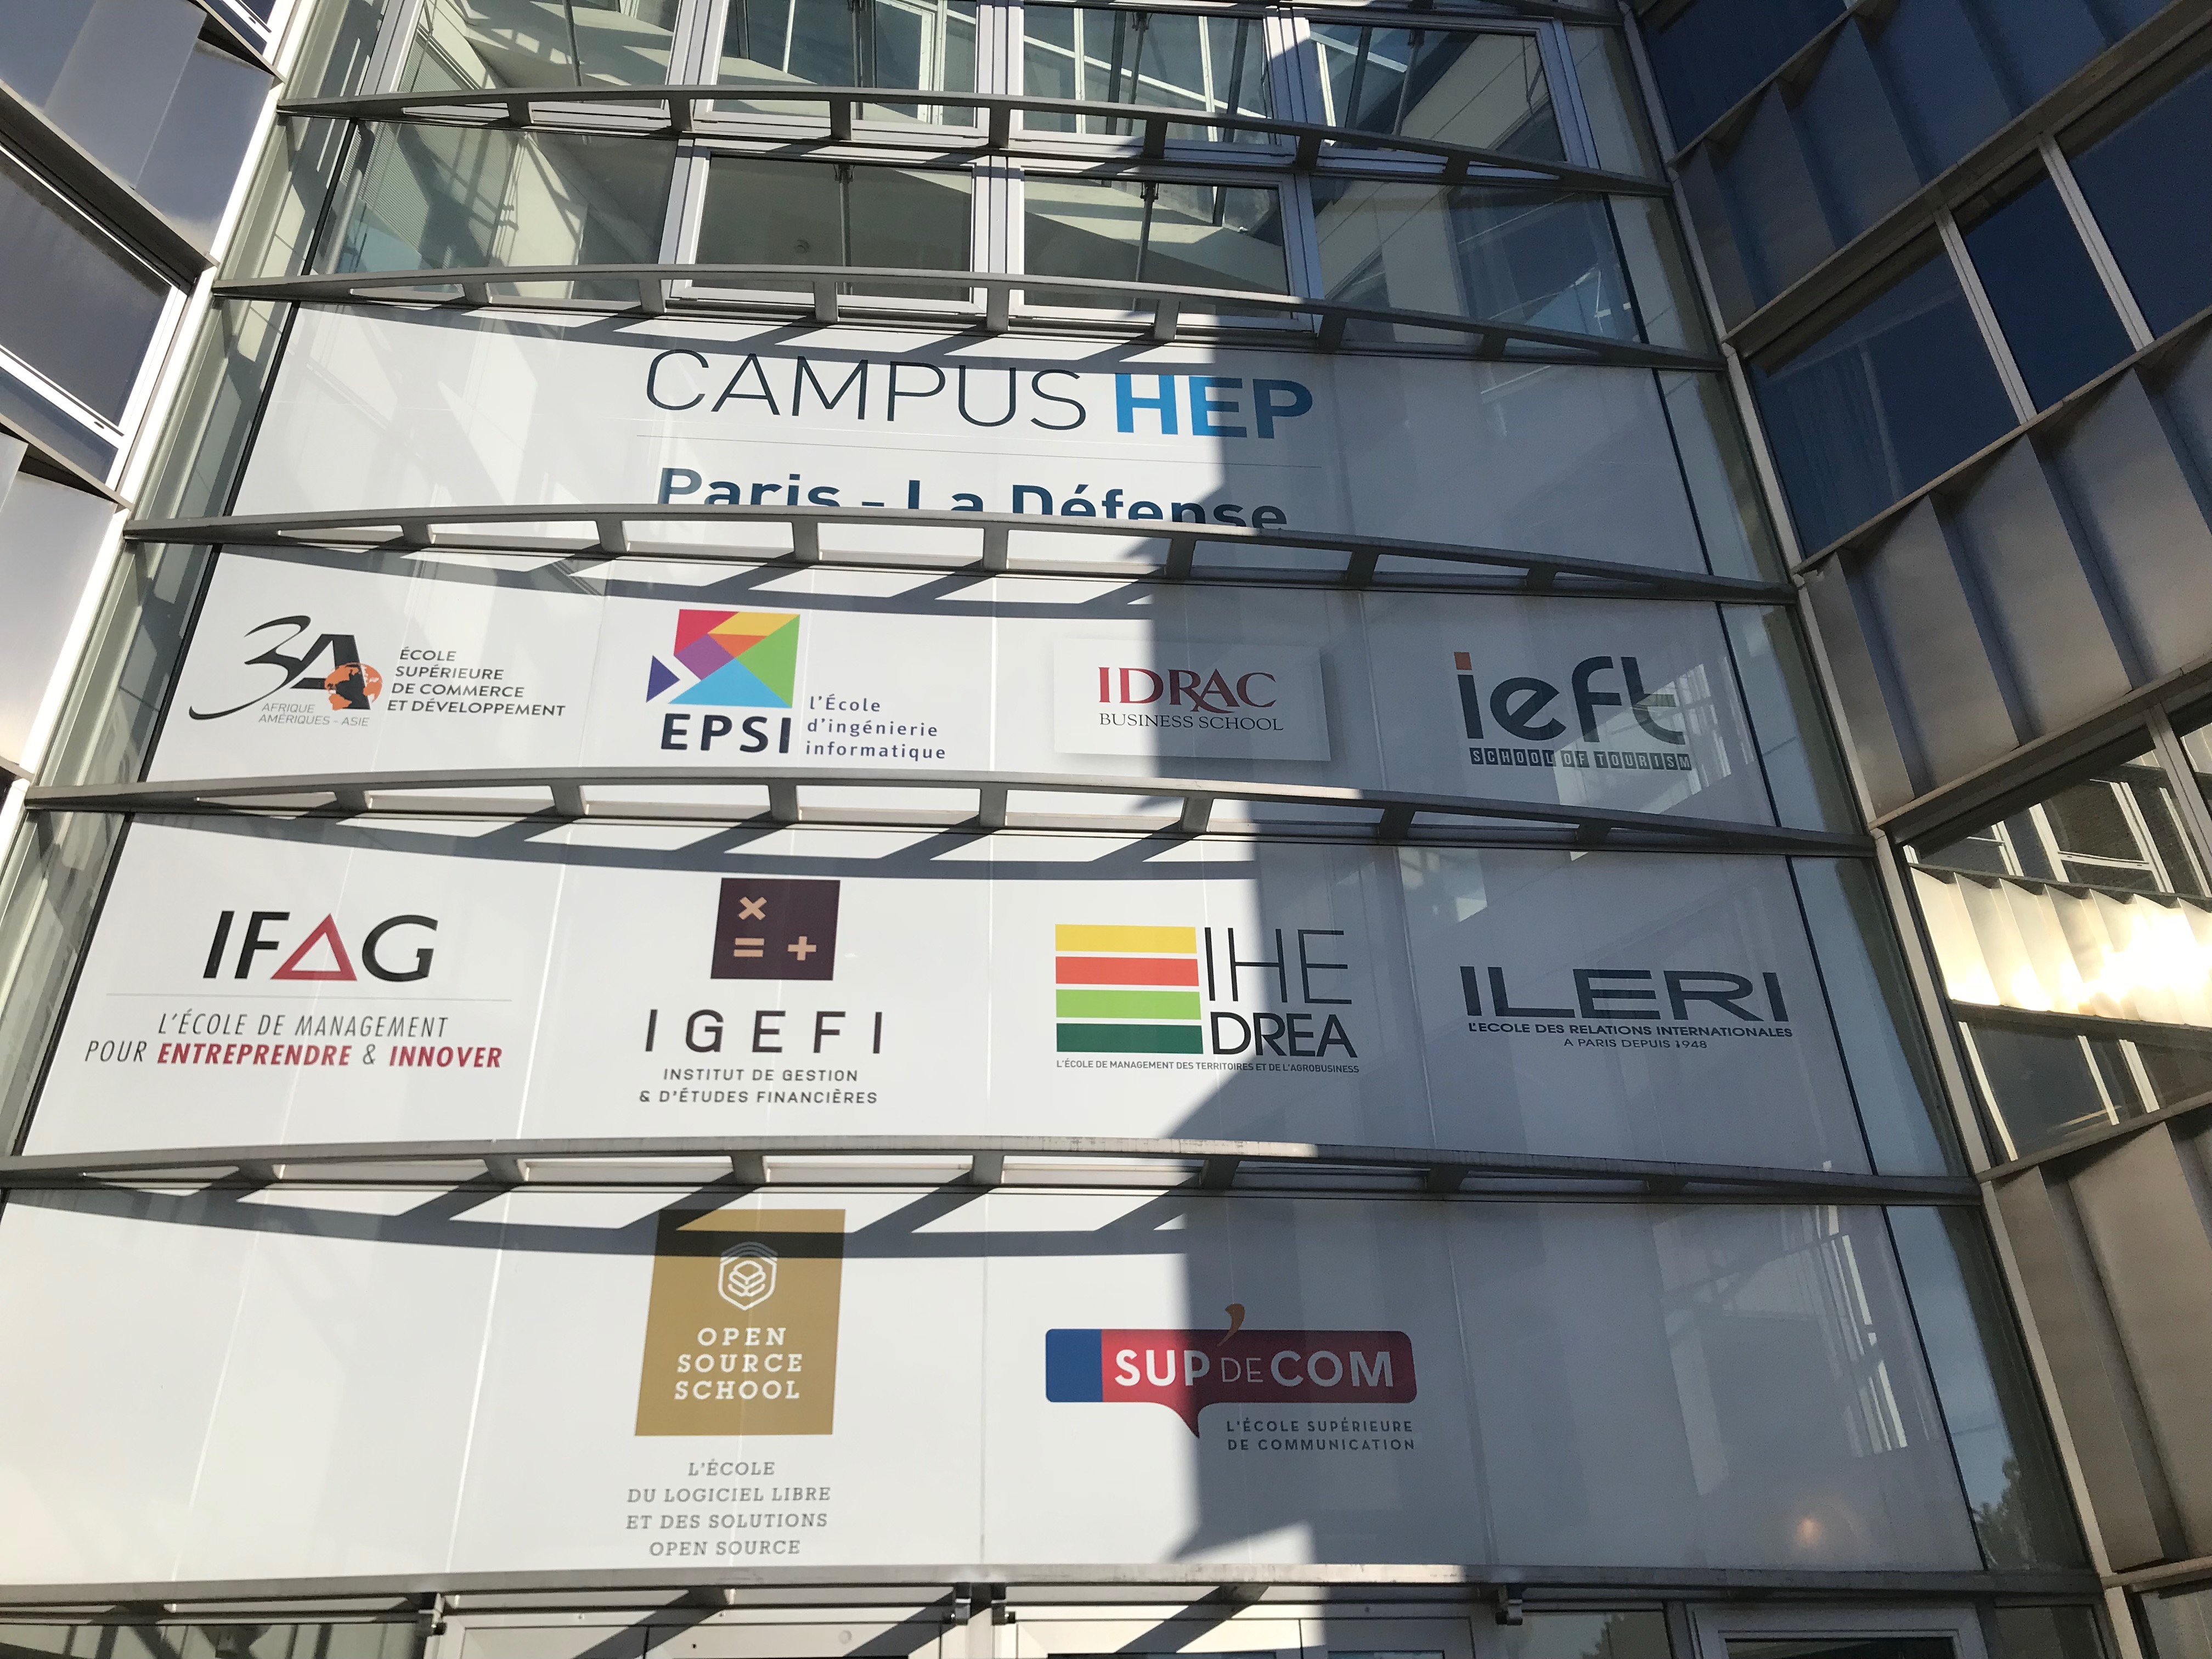 CAMPUS HEP
Paris - La Défense
3A
AFRIQUE
AMÉRIQUES - ASIE
ÉCOLE
SUPÉRIEURE
DE COMMERCE
ET DÉVELOPPEMENT
EPSI
l'École
d'ingénierie
informatique
IDRAC
BUSINESS SCHOOL
ieft
SCHOOL OF TOURISM
IFAG
L'ÉCOLE DE MANAGEMENT
POUR ENTREPRENDRE & INNOVER
IGEFI
INSTITUT DE GESTION
& D'ÉTUDES FINANCIÈRES
IHE
DREA
L'ÉCOLE DE MANAGEMENT DES TERRITOIRES ET DE L'AGROBUSINESS
ILERI
L'ECOLE DES RELATIONS INTERNATIONALES
A PARIS DEPUIS 1948
OPEN
SOURCE
SCHOOL
L'ÉCOLE
DU LOGICIEL LIBRE
ET DES SOLUTIONS
OPEN SOURCE
SUP'DECOM
L'ÉCOLE SUPÉRIEURE
DE COMMUNICATION